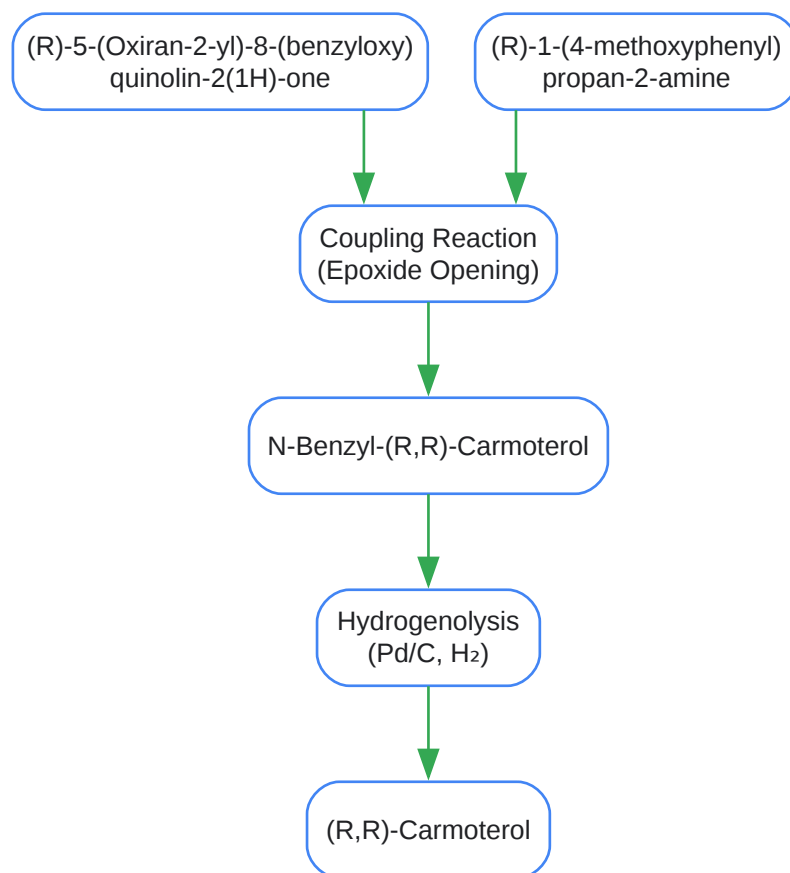 (R)-5-(Oxiran-2-yl)-8-(benzyloxy)
quinolin-2(1H)-one
(R)-1-(4-methoxyphenyl)
propan-2-amine
Coupling Reaction
(Epoxide Opening)
N-Benzyl-(R,R)-Carmoterol
Hydrogenolysis
(Pd/C, H₂)
(R,R)-Carmoterol